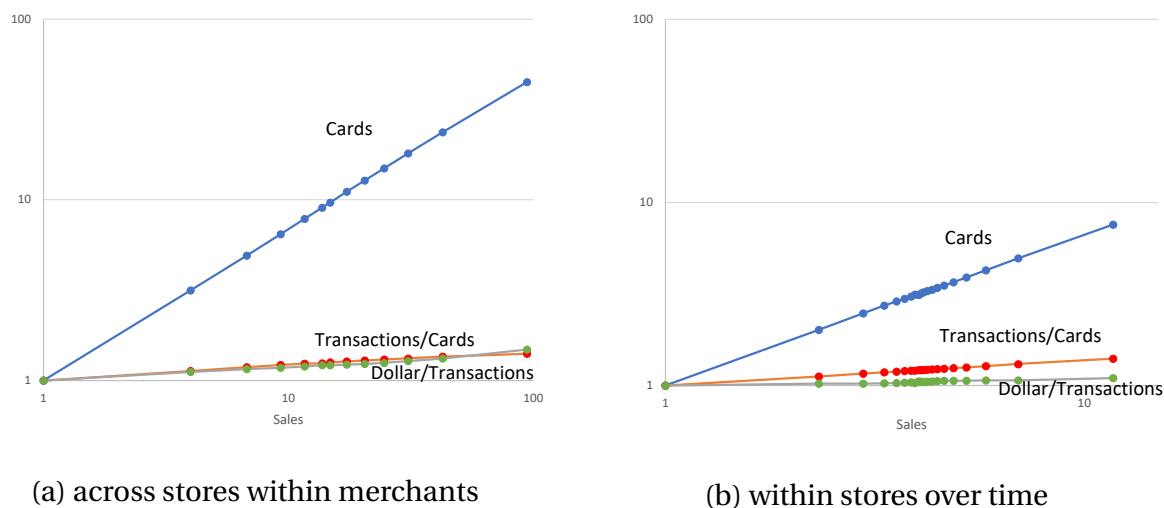 100
10
1
Cards
Transactions/Cards
Dollar/Transactions
1
10
100
Sales
(a) across stores within merchants
100
10
1
Cards
Transactions/Cards
Dollar/Transactions
1
10
Sales
(b) within stores over time